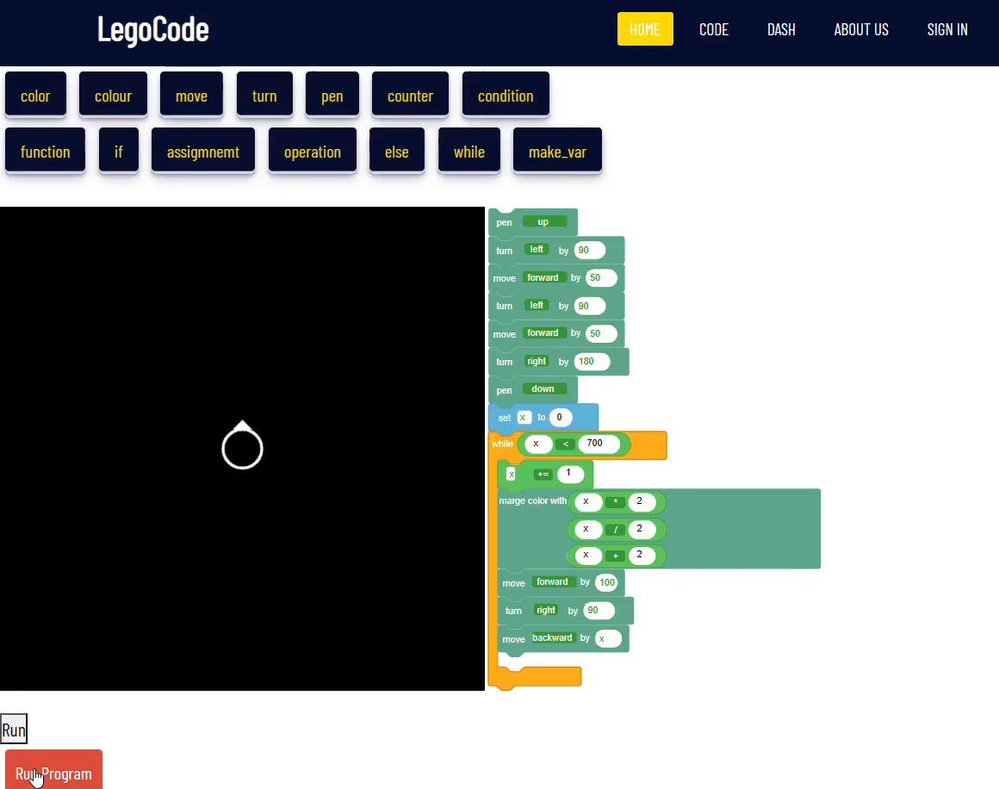 LegoCode HOME CODE DASH ABOUT US SIGN IN
color colour move turn pen counter condition
function if assigmnemt operation else while make_var
pen up
turn left by 90
move forward by 50
turn left by 90
move forward by 50
turn right by 180
pen down
set x to 0
while x < 700
x += 1
marge color with x * 2
x / 2
x + 2
move forward by 100
turn right by 90
move backward by x
Run
Run Program